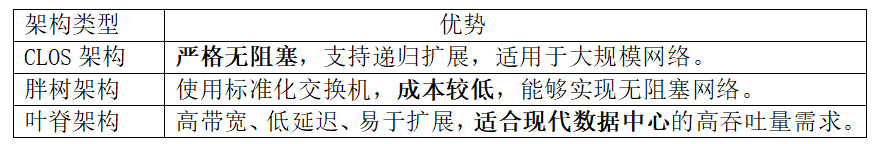 架构类型 优势
CLOS 架构 严格无阻塞，支持递归扩展，适用于大规模网络。
胖树架构 使用标准化交换机，成本较低，能够实现无阻塞网络。
叶脊架构 高带宽、低延迟、易于扩展，适合现代数据中心的高吞吐量需求。